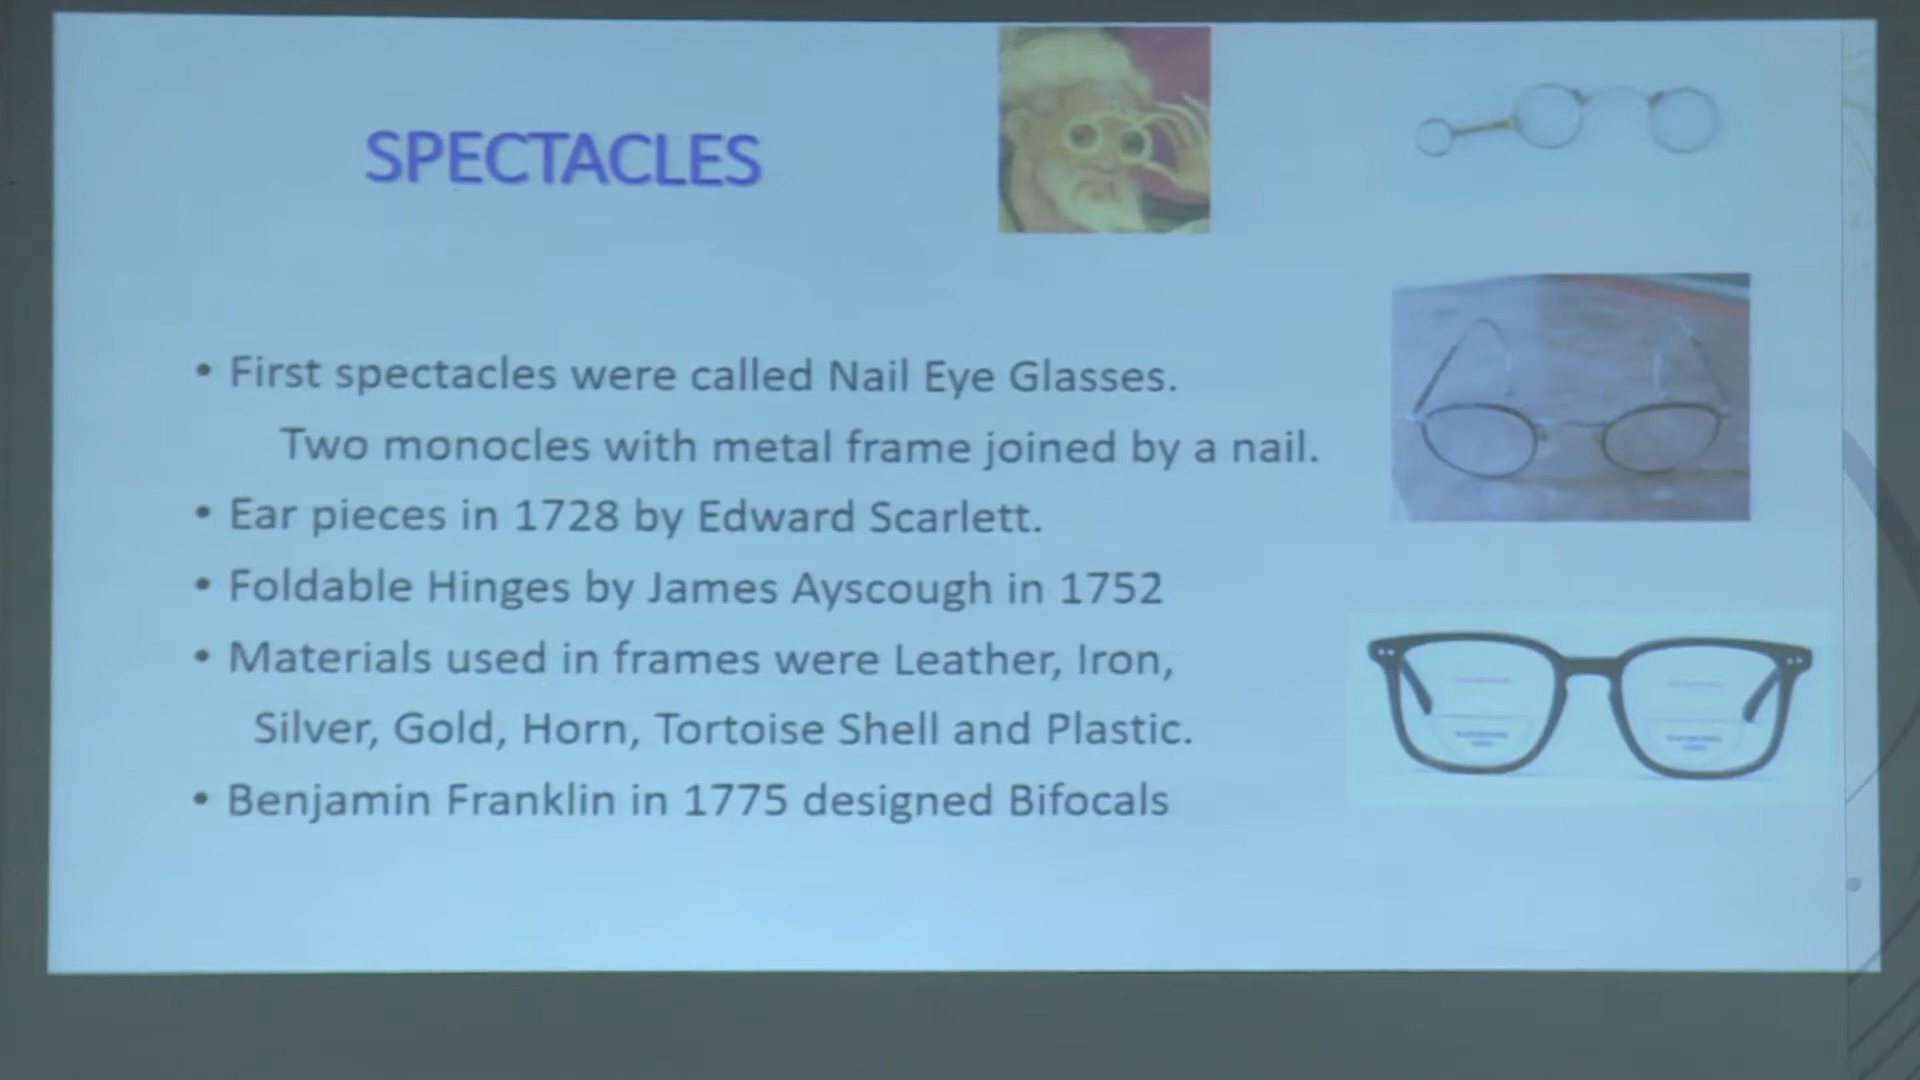 SPECTACLES
• First spectacles were called Nail Eye Glasses.
Two monocles with metal frame joined by a nail.
• Ear pieces in 1728 by Edward Scarlett.
• Foldable Hinges by James Ayscough in 1752
• Materials used in frames were Leather, Iron,
Silver, Gold, Horn, Tortoise Shell and Plastic.
• Benjamin Franklin in 1775 designed Bifocals